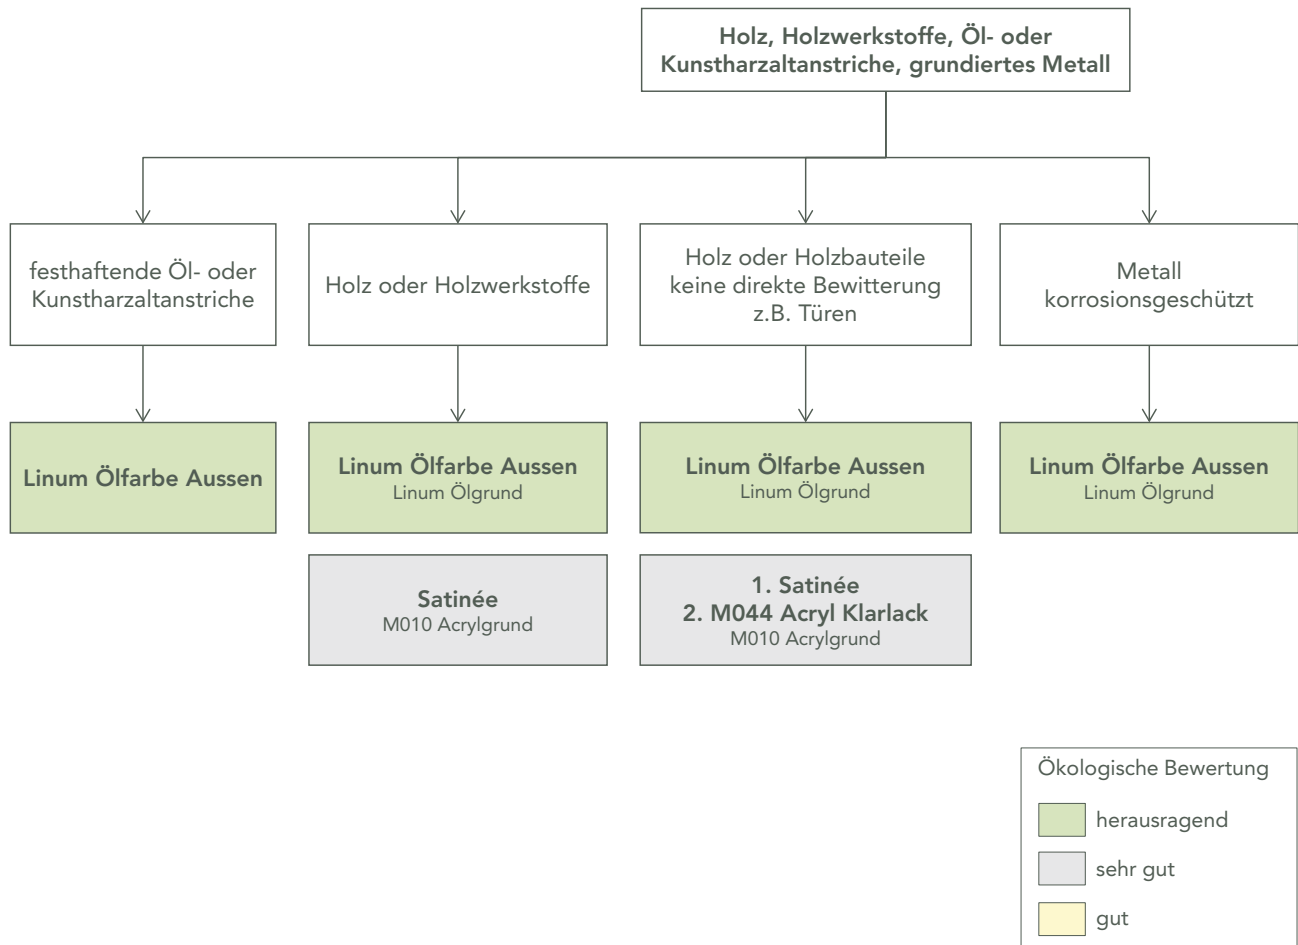 Holz, Holzwerkstoffe, Öl- oder
Kunstharzaltanstriche, grundiertes Metall
festhaftende Öl- oder
Kunstharzaltanstriche
Holz oder Holzwerkstoffe
Holz oder Holzbauteile
keine direkte Bewitterung
z.B. Türen
Metall
korrosionsgeschützt
Linum Ölfarbe Aussen
Linum Ölfarbe Aussen
Linum Ölgrund
Linum Ölfarbe Aussen
Linum Ölgrund
Linum Ölfarbe Aussen
Linum Ölgrund
Satinée
M010 Acrylgrund
1. Satinée
2. M044 Acryl Klarlack
M010 Acrylgrund
Ökologische Bewertung
herausragend
sehr gut
gut